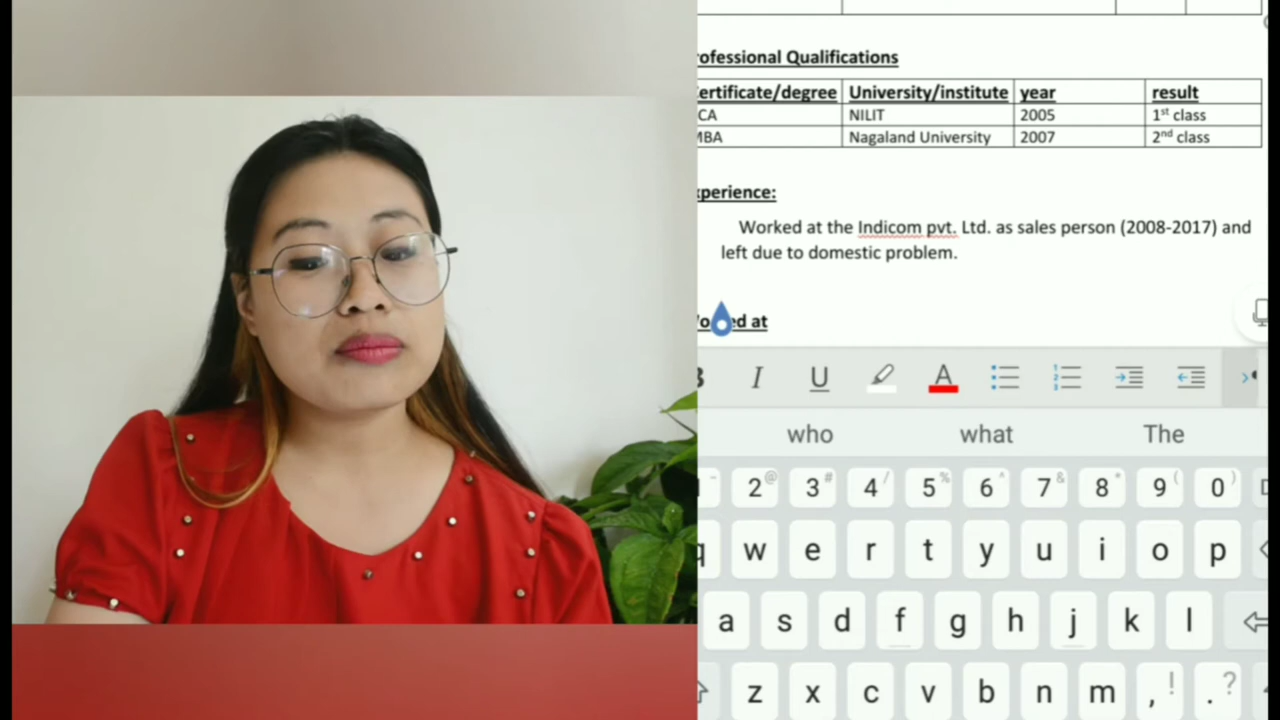 rofessional Qualifications
ertificate/degree University/institute year result
CA NILIT 2005 1st class
MBA Nagaland University 2007 2nd class
xperience:
Worked at the Indicom pvt. Ltd. as sales person (2008-2017) and
left due to domestic problem.
ed at
B I U A
who what The
1 2 @ 3 # 4 / 5 % 6 ^ 7 & 8 * 9 ( 0 )
q w e r t y u i o p
a s d f g h j k l
z x c v b n m , ! . ?